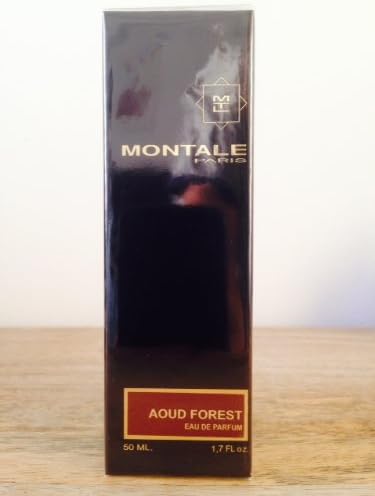 MONTALE
PARIS
AOUD FOREST
EAU DE PARFUM
50 ML. 1,7 FL oz.